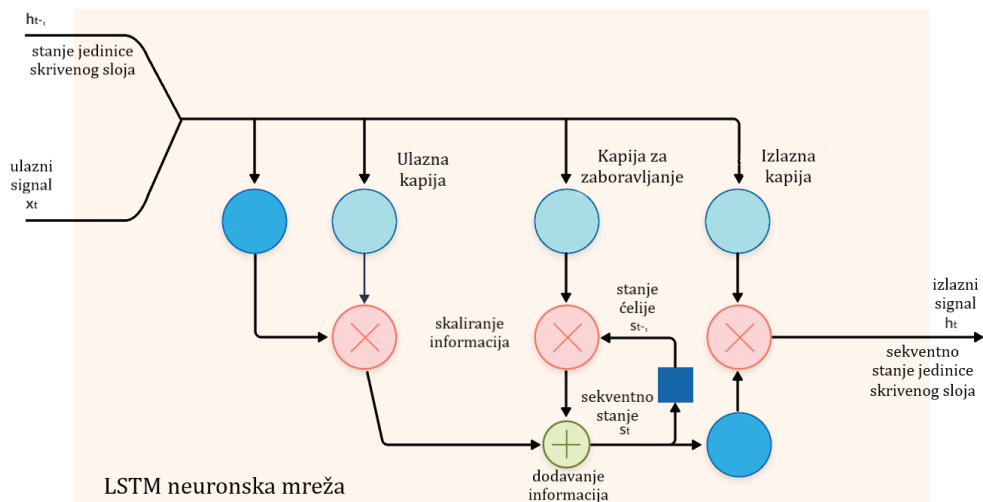 ht-1
stanje jedinice
skrivenog sloja
ulazni
signal
xt
Ulazna
kapija
Kapija za
zaboravljanje
Izlazna
kapija
skaliranje
informacija
stanje
ćelije
st-1
sekventno
stanje
st
izlazni
signal
ht
sekventno
stanje jedinice
skrivenog sloja
dodavanje
informacija
LSTM neuronska mreža